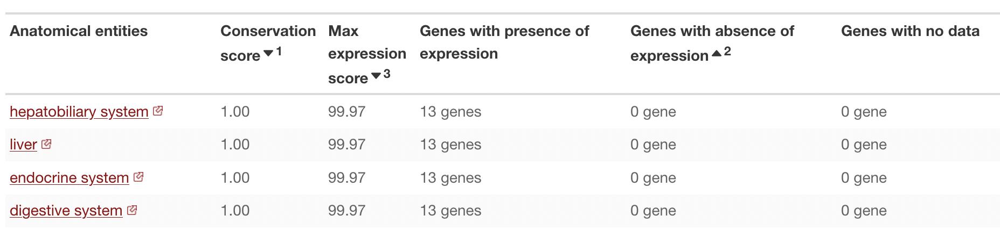 Anatomical entities Conservation score ▼1 Max expression score ▼3 Genes with presence of expression Genes with absence of expression ▲2 Genes with no data
hepatobiliary system 1.00 99.97 13 genes 0 gene 0 gene
liver 1.00 99.97 13 genes 0 gene 0 gene
endocrine system 1.00 99.97 13 genes 0 gene 0 gene
digestive system 1.00 99.97 13 genes 0 gene 0 gene